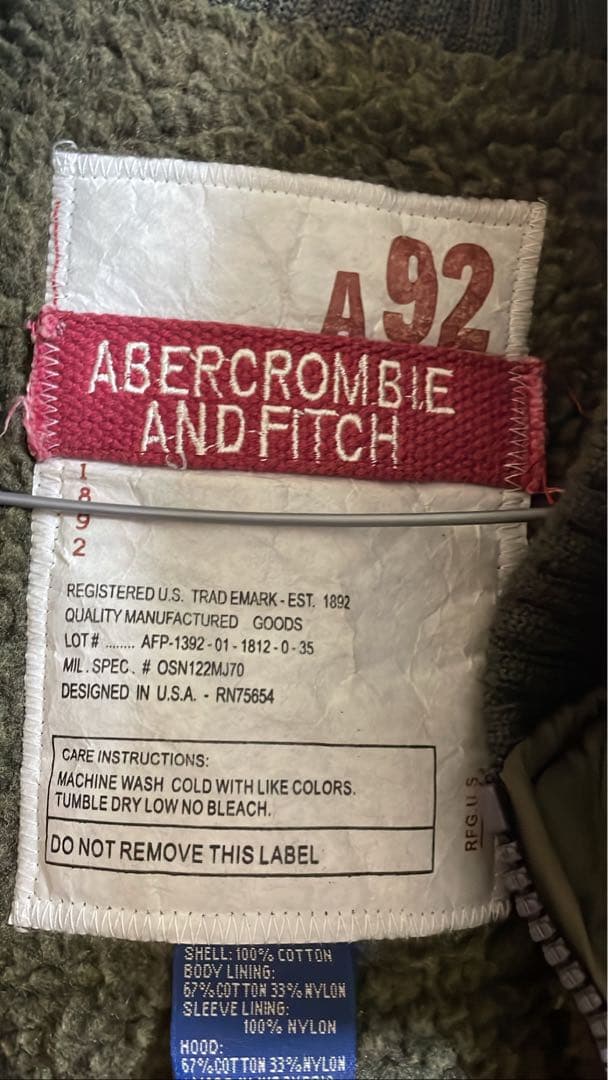 A 92
ABERCROMBIE
AND FITCH
1
8
9
2
REGISTERED U.S. TRADEMARK - EST. 1892
QUALITY MANUFACTURED GOODS
LOT # ........ AFP-1392-01-1812-0-35
MIL. SPEC. # OSN122MJ70
DESIGNED IN U.S.A. - RN75654
CARE INSTRUCTIONS:
MACHINE WASH COLD WITH LIKE COLORS.
TUMBLE DRY LOW NO BLEACH.
DO NOT REMOVE THIS LABEL
RFG U.S.
SHELL: 100% COTTON
BODY LINING:
67% COTTON 33% NYLON
SLEEVE LINING:
100% NYLON
HOOD:
67% COTTON 33% NYLON